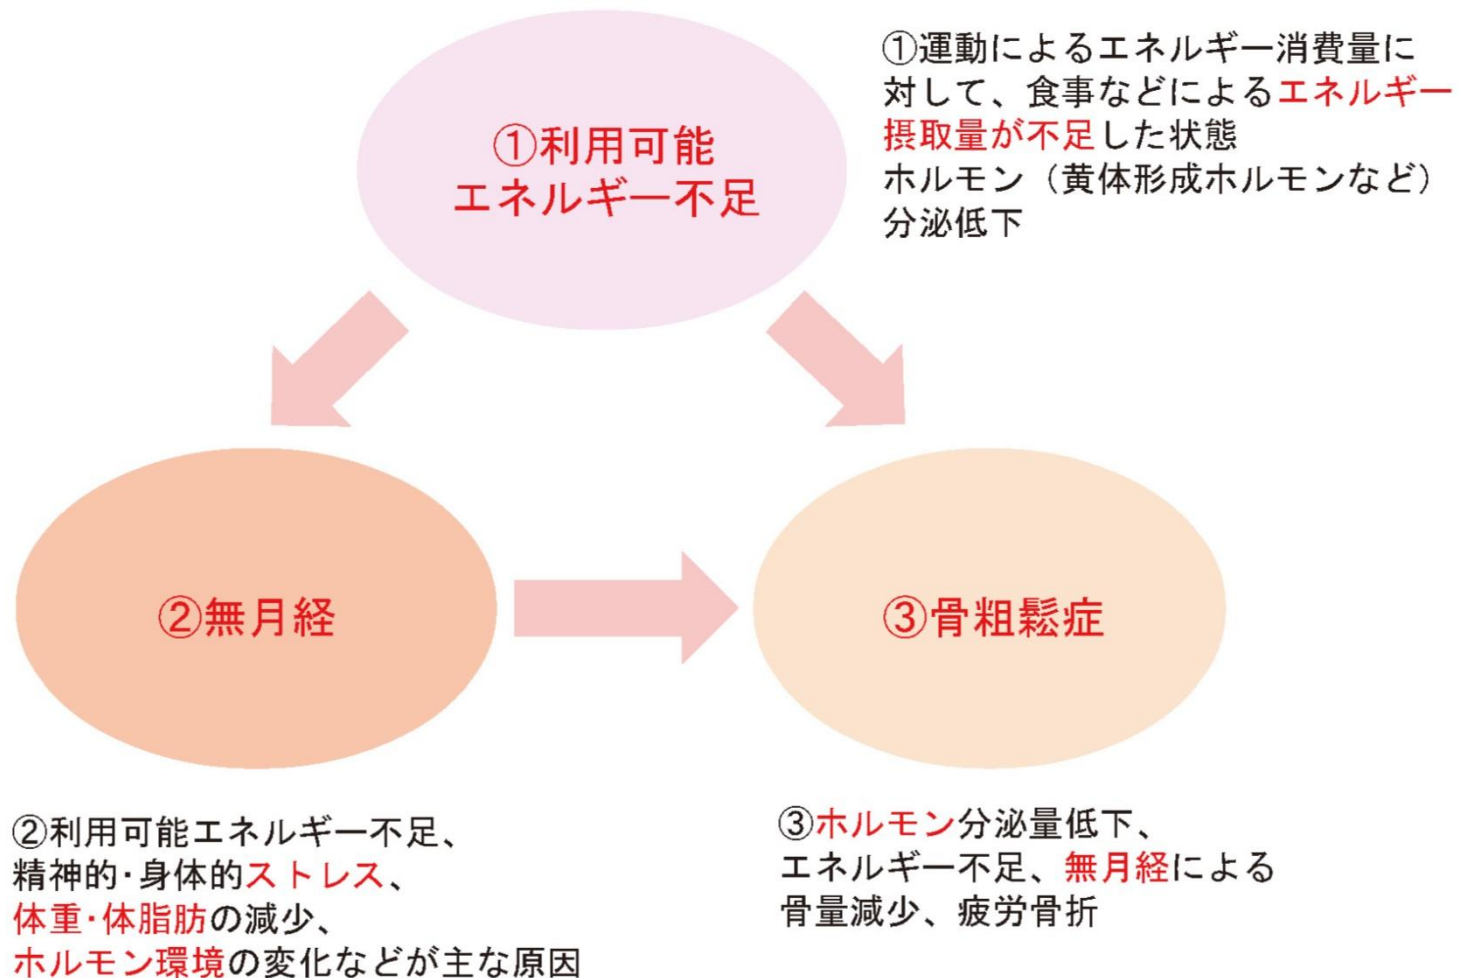 ①利用可能
エネルギー不足
①運動によるエネルギー消費量に
対して、食事などによるエネルギー
摂取量が不足した状態
ホルモン（黄体形成ホルモンなど）
分泌低下
②無月経
③骨粗鬆症
②利用可能エネルギー不足、
精神的･身体的ストレス、
体重･体脂肪の減少、
ホルモン環境の変化などが主な原因
③ホルモン分泌量低下、
エネルギー不足、無月経による
骨量減少、疲労骨折